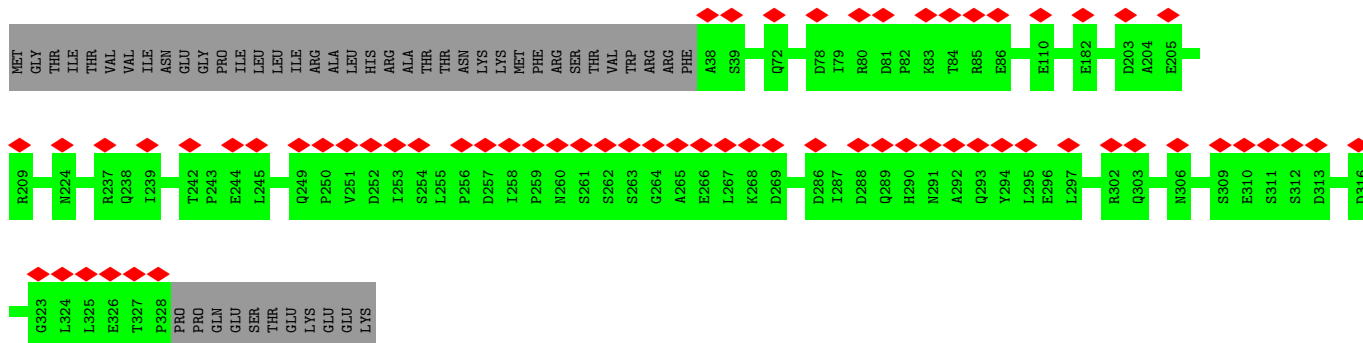 MET GLY THR ILE THR VAL VAL ILE ASN GLU GLY PRO ILE LEU LEU ILE ARG ALA LEU HIS ARG ALA THR THR ASN LYS LYS MET PHE ARG SER THR VAL TRP ARG ARG PHE A38 S39 Q72 D78 I79 R80 D81 P82 K83 T84 R85 E86 E110 E182 D203 A204 E205
R209 N224 R237 Q238 I239 T242 P243 E244 L245 Q249 P250 V251 D252 I253 S254 L255 P256 D257 I258 P259 N260 S261 S262 S263 G264 A265 E266 L267 K268 D269 D286 I287 D288 Q289 H290 N291 A292 Q293 Y294 L295 E296 L297 R302 Q303 N306 S309 E310 S311 S312 D313 D316
G323 L324 L325 E326 T327 P328 PRO PRO GLN GLU SER THR GLU LYS GLU GLU LYS